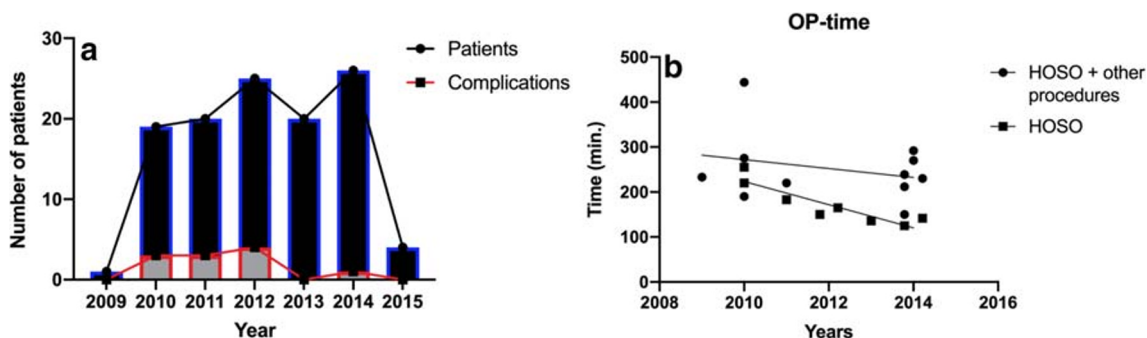 a
30
20
10
0
Number of patients
2009 2010 2011 2012 2013 2014 2015
Year
Patients
Complications
OP-time
b
500
400
300
200
100
0
Time (min.)
2008 2010 2012 2014 2016
Years
HOSO + other
procedures
HOSO